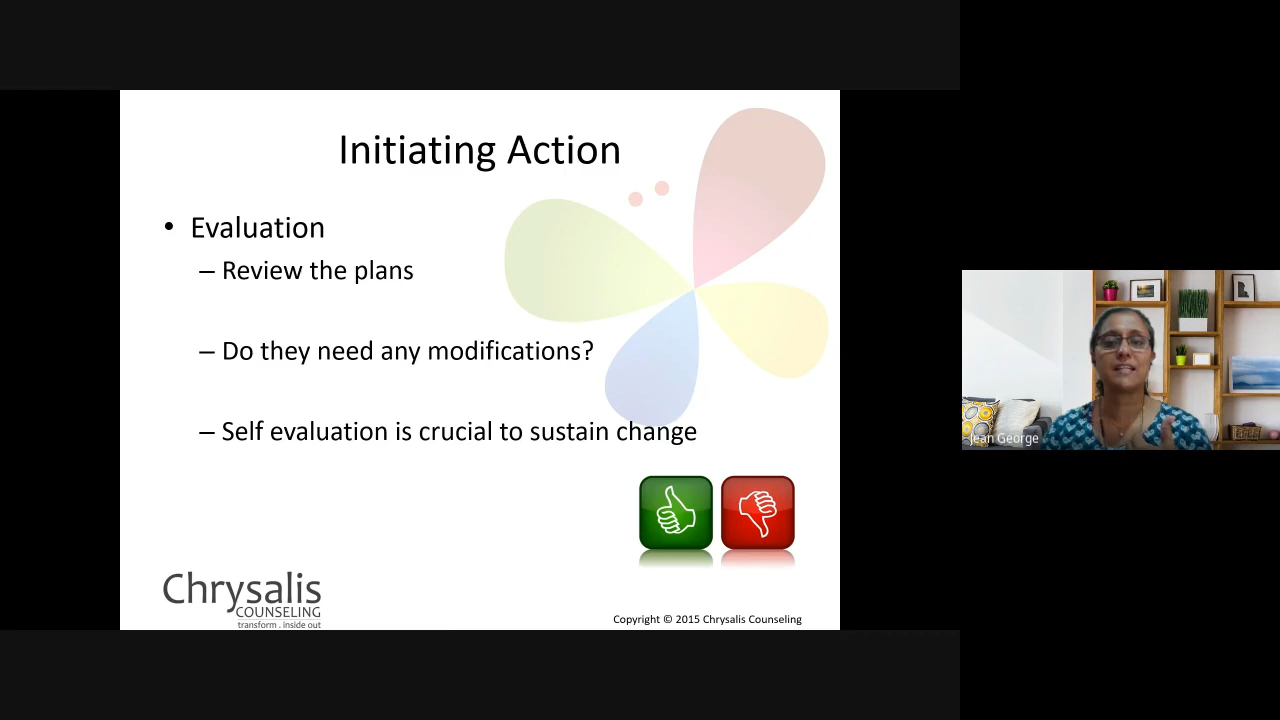 Initiating Action
• Evaluation
– Review the plans
– Do they need any modifications?
– Self evaluation is crucial to sustain change
Chrysalis
COUNSELING
transform . inside out
Copyright © 2015 Chrysalis Counseling
Jean George